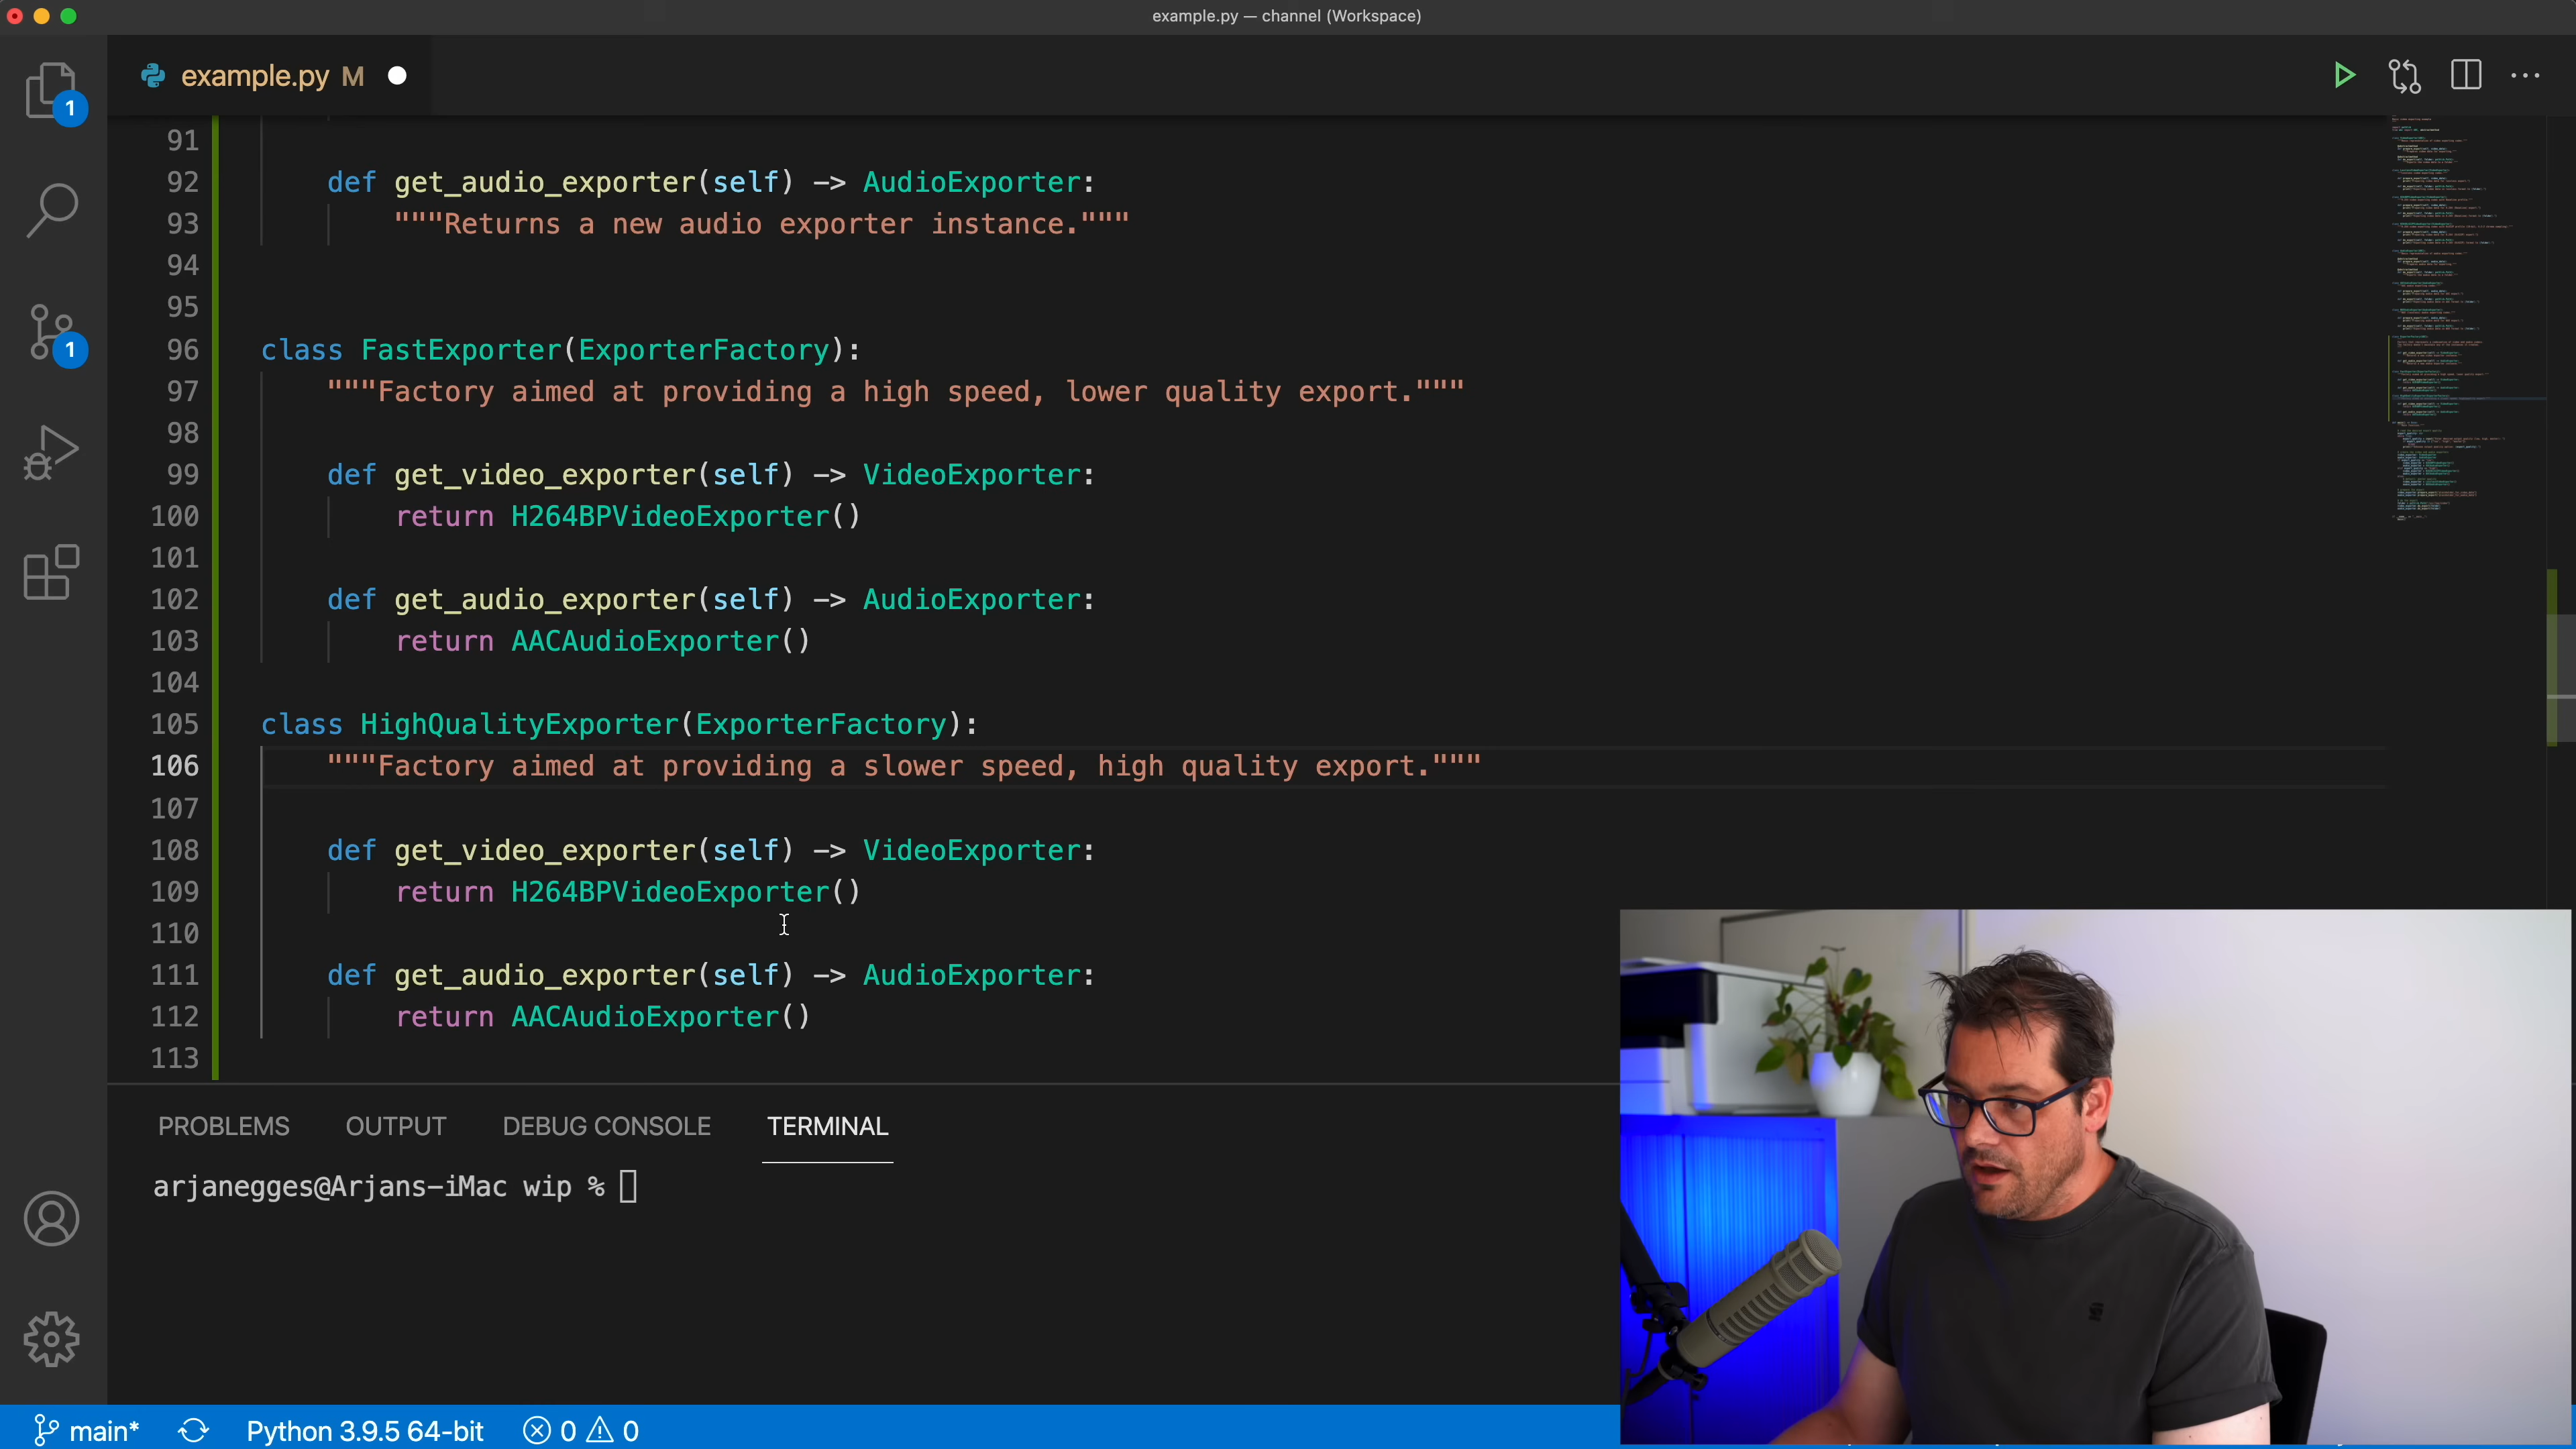 example.py — channel (Workspace)
example.py M
1
91
92 def get_audio_exporter(self) -> AudioExporter:
93 """Returns a new audio exporter instance."""
94
95
96 class FastExporter(ExporterFactory):
97 """Factory aimed at providing a high speed, lower quality export."""
98
99 def get_video_exporter(self) -> VideoExporter:
100 return H264BPVideoExporter()
101
102 def get_audio_exporter(self) -> AudioExporter:
103 return AACAudioExporter()
104
105 class HighQualityExporter(ExporterFactory):
106 """Factory aimed at providing a slower speed, high quality export."""
107
108 def get_video_exporter(self) -> VideoExporter:
109 return H264BPVideoExporter()
110
111 def get_audio_exporter(self) -> AudioExporter:
112 return AACAudioExporter()
113
1
PROBLEMS OUTPUT DEBUG CONSOLE TERMINAL
arjanegges@Arjans-iMac wip %
main* Python 3.9.5 64-bit 0 0